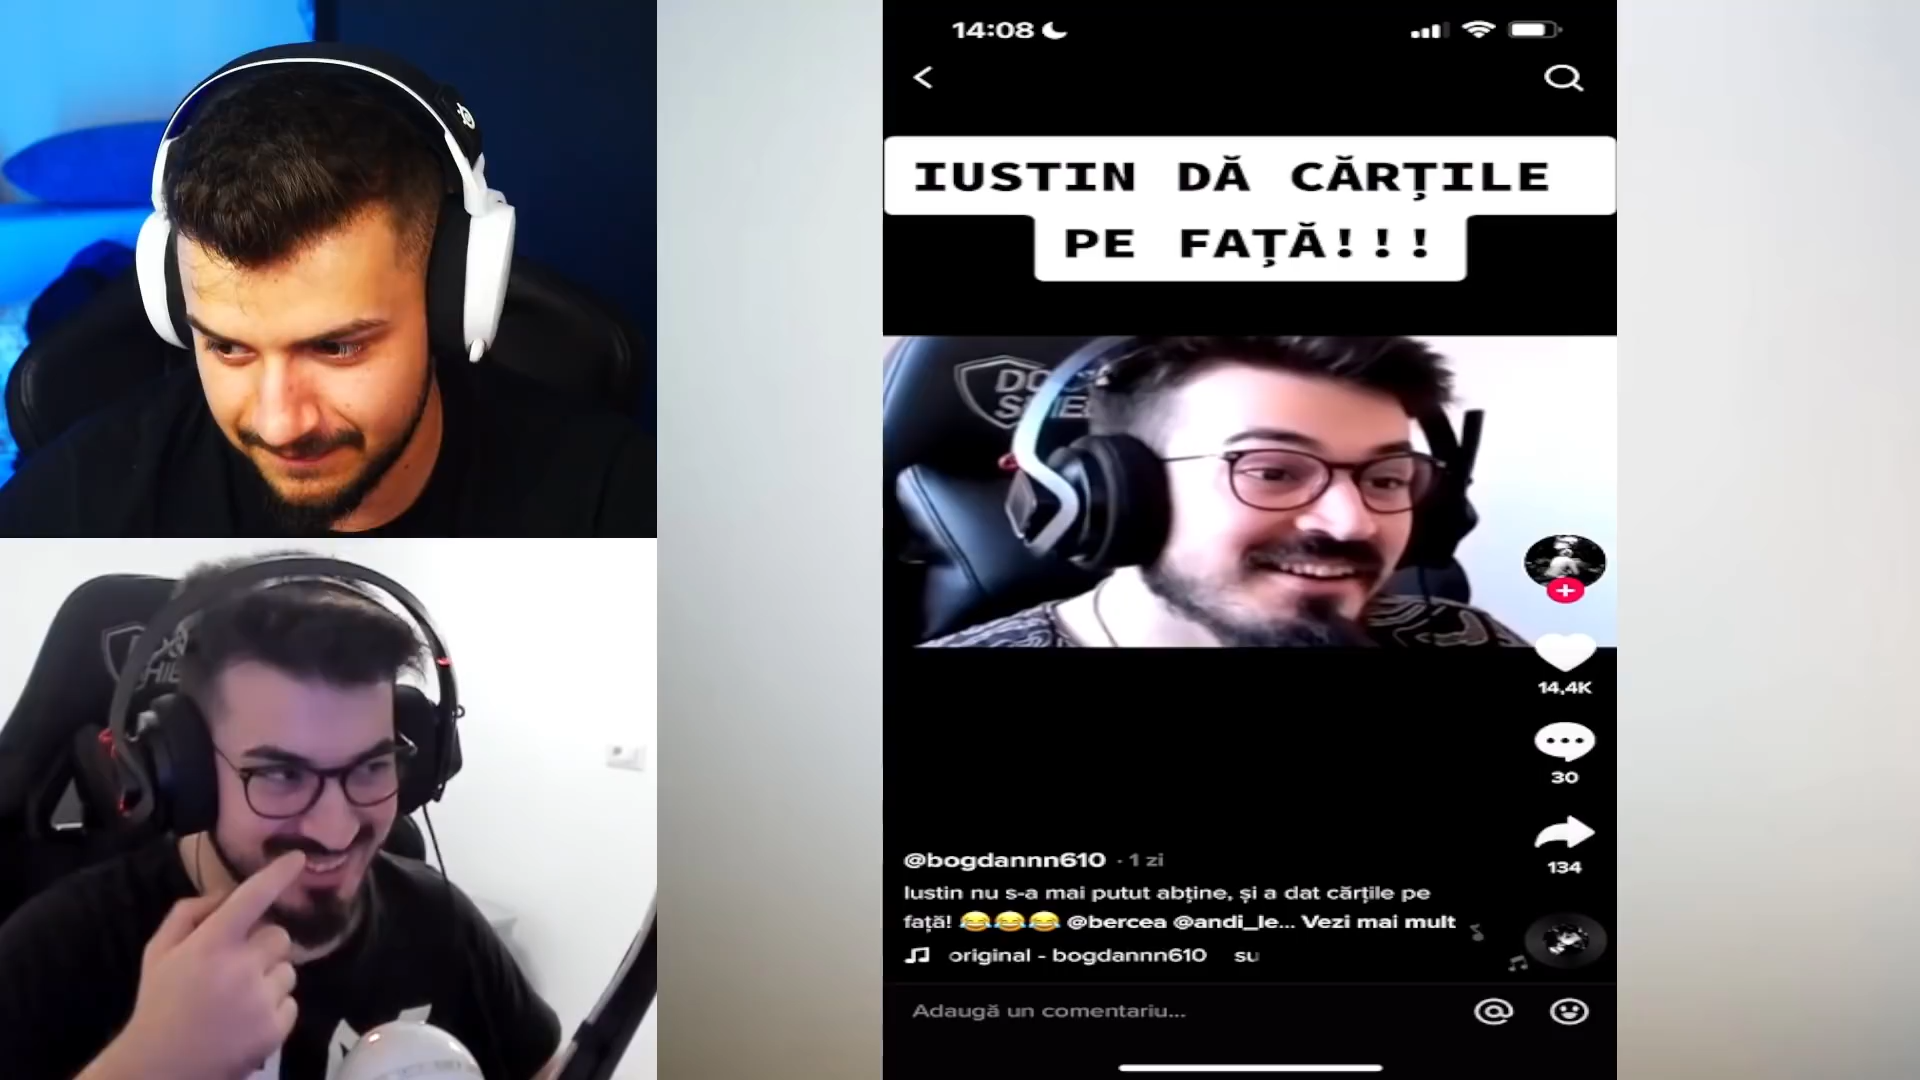 14:08
IUSTIN DĂ CĂRȚILE
PE FAȚĂ!!!
14,4K
30
134
@bogdannn610 · 1 zi
Iustin nu s-a mai putut abține, și a dat cărțile pe
față! 😂😂😂 @bercea @andi_le... Vezi mai mult
original - bogdannn610 su
Adaugă un comentariu...